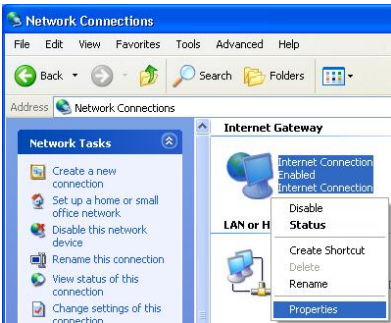 Network Connections
File Edit View Favorites Tools Advanced Help
Back Search Folders
Address Network Connections
Network Tasks
Create a new
connection
Set up a home or small
office network
Disable this network
device
Rename this connection
View status of this
connection
Change settings of this
connection
Internet Gateway
Internet Connection
Enabled
Internet Connection
LAN or H
Disable
Status
Create Shortcut
Delete
Rename
Properties